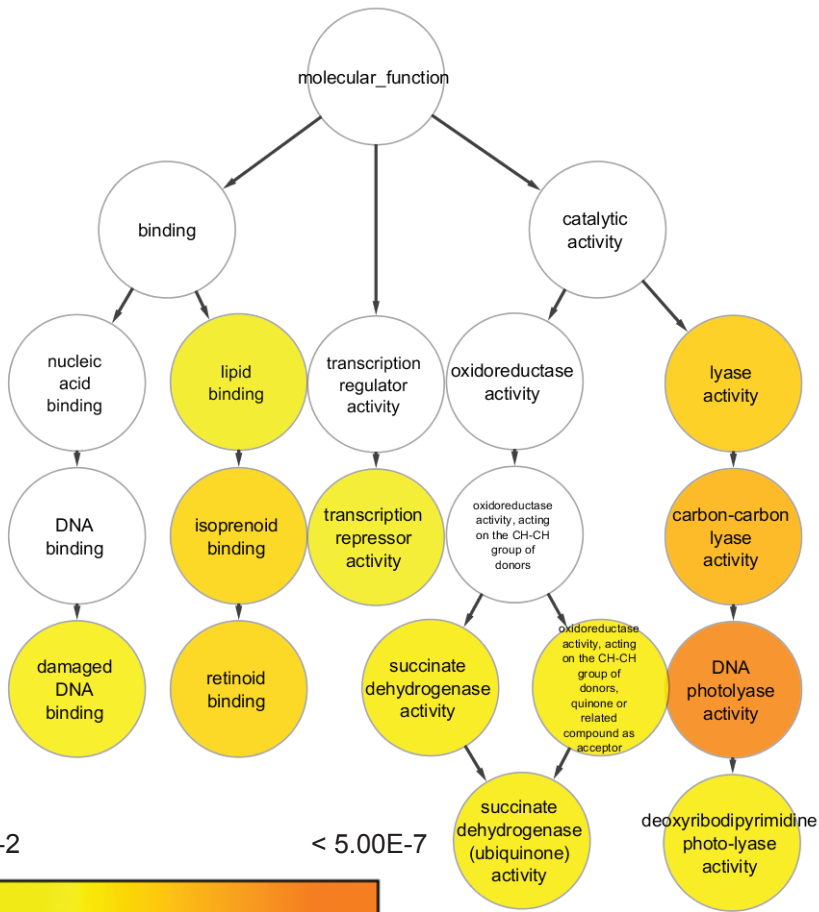 molecular_function
binding
catalytic
activity
nucleic
acid
binding
lipid
binding
transcription
regulator
activity
oxidoreductase
activity
lyase
activity
DNA
binding
isoprenoid
binding
transcription
repressor
activity
oxidoreductase
activity, acting
on the CH-CH
group of
donors
carbon-carbon
lyase
activity
damaged
DNA
binding
retinoid
binding
succinate
dehydrogenase
activity
oxidoreductase
activity, acting
on the CH-CH
group of
donors,
quinone or
related
compound as
acceptor
DNA
photolyase
activity
succinate
dehydrogenase
(ubiquinone)
activity
deoxyribodipyrimidine
photo-lyase
activity
-2
< 5.00E-7